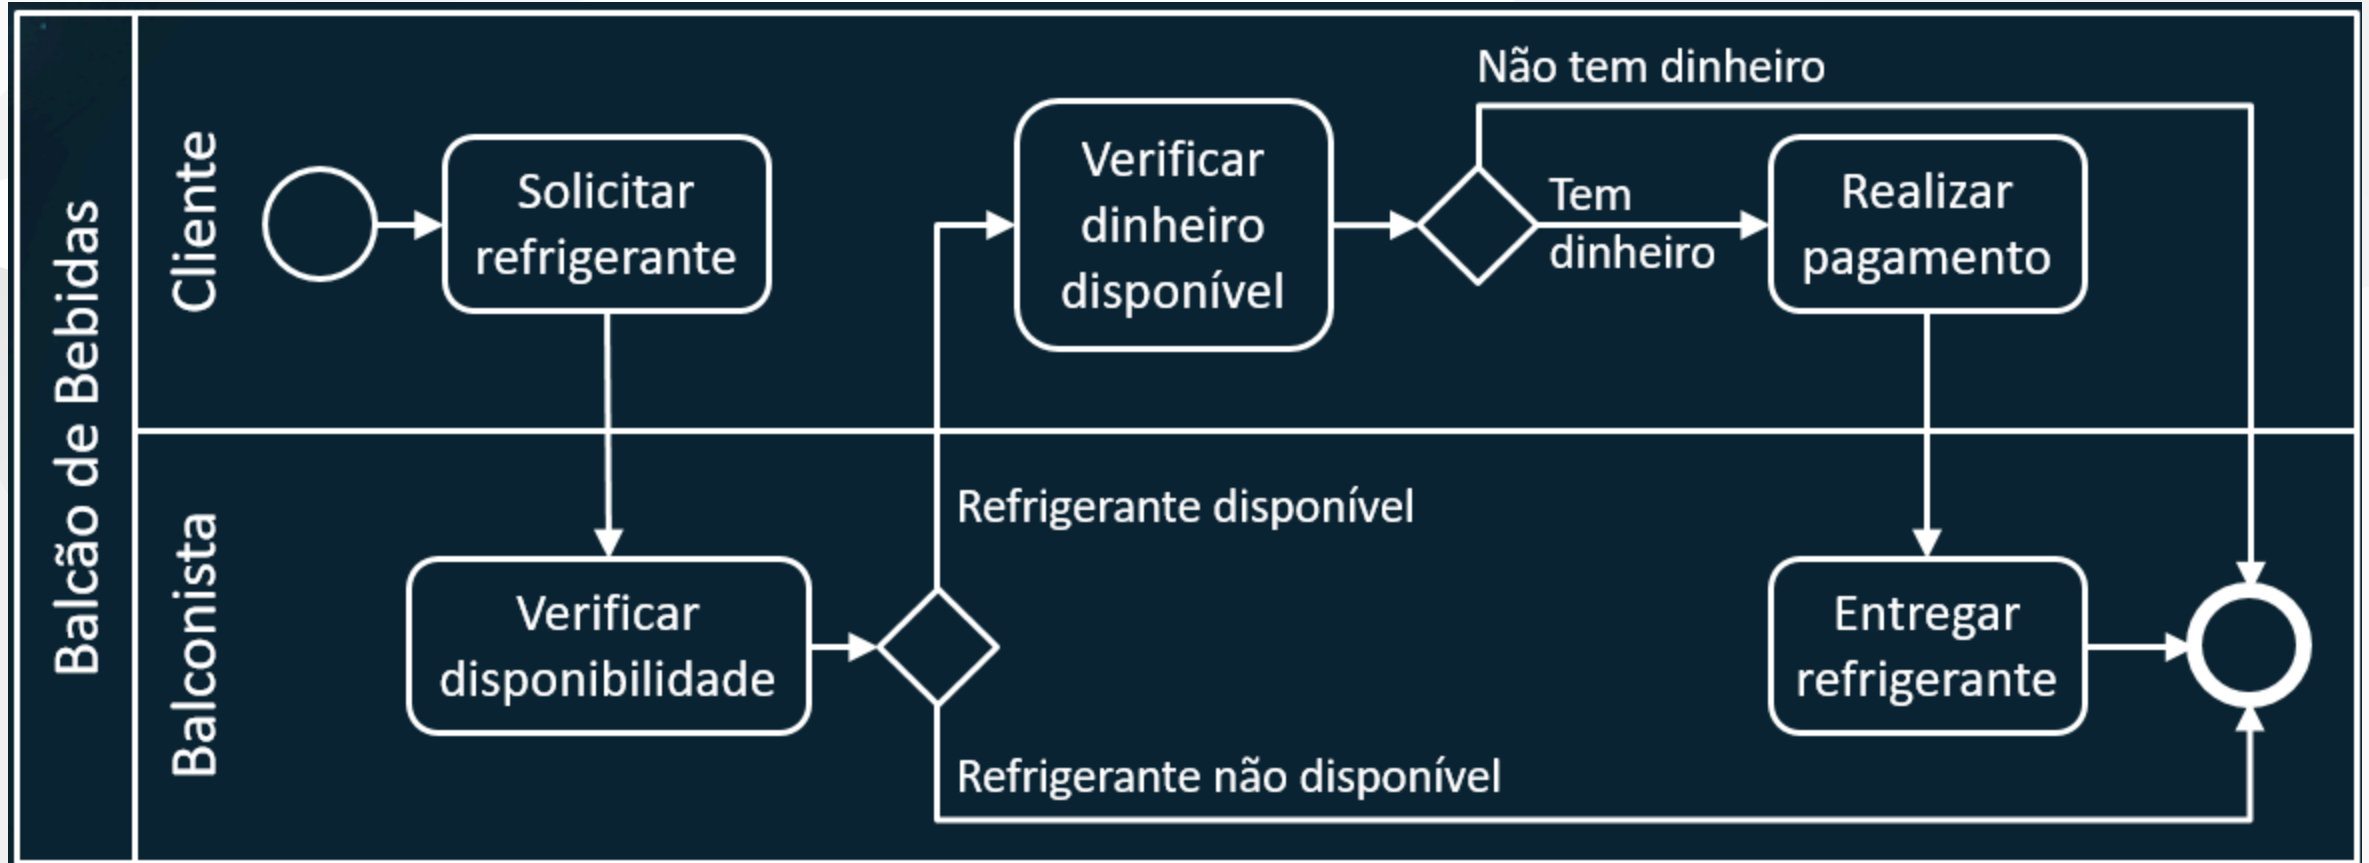 Balcão de Bebidas
Cliente
Solicitar
refrigerante
Verificar
dinheiro
disponível
Não tem dinheiro
Tem
dinheiro
Realizar
pagamento
Balconista
Verificar
disponibilidade
Refrigerante disponível
Refrigerante não disponível
Entregar
refrigerante